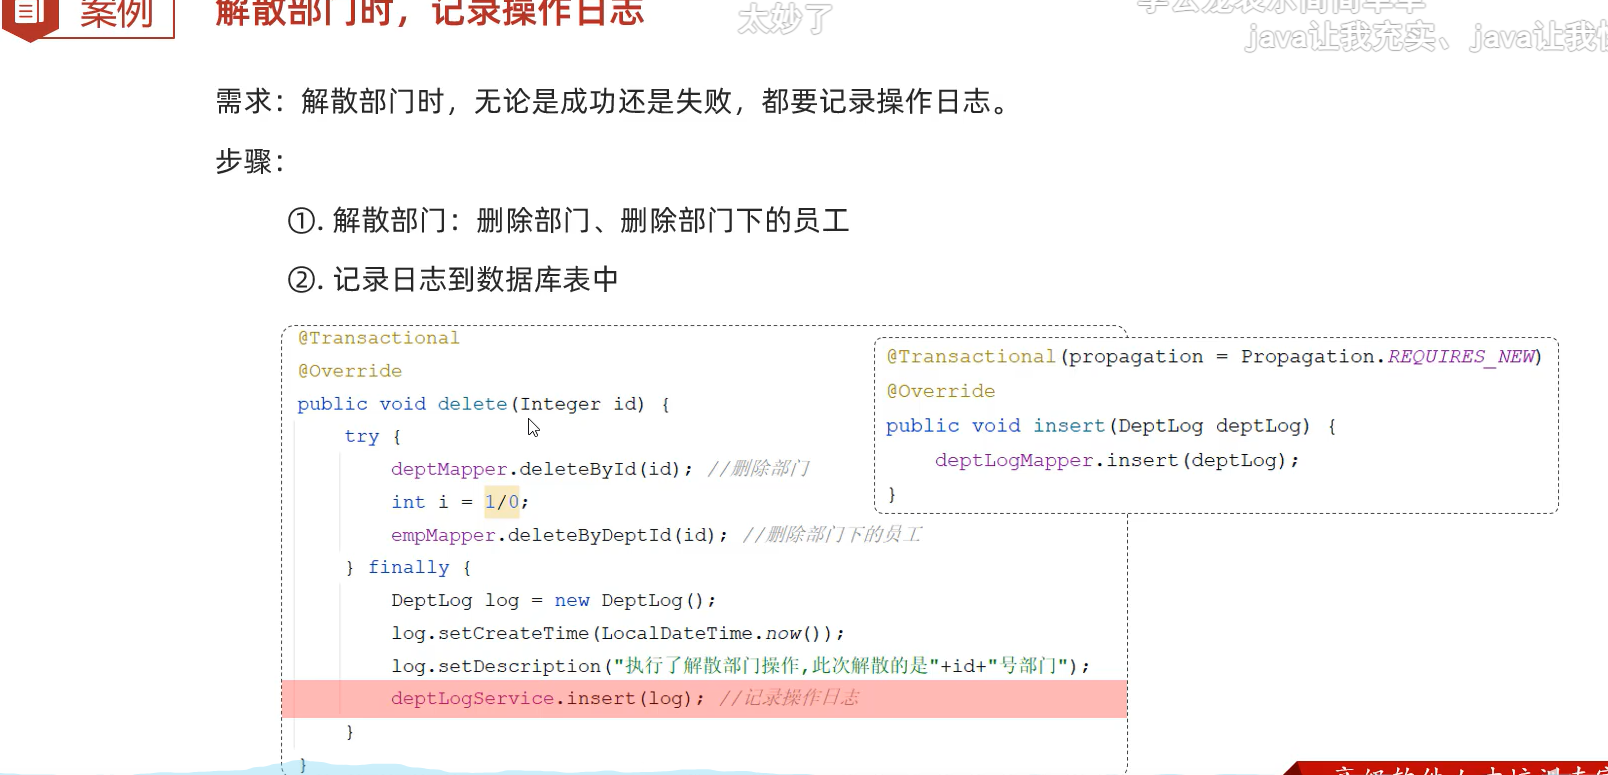 案例
解散部门时，记录操作日志
太妙了
java让我充实、java让我
需求：解散部门时，无论是成功还是失败，都要记录操作日志。
步骤：
①. 解散部门：删除部门、删除部门下的员工
②. 记录日志到数据库表中
@Transactional
@Override
public void delete(Integer id) {
try {
deptMapper.deleteById(id); //删除部门
int i = 1/0;
empMapper.deleteByDeptId(id); //删除部门下的员工
} finally {
DeptLog log = new DeptLog();
log.setCreateTime(LocalDateTime.now());
log.setDescription("执行了解散部门操作,此次解散的是"+id+"号部门");
deptLogService.insert(log); //记录操作日志
}
}
@Transactional(propagation = Propagation.REQUIRES_NEW)
@Override
public void insert(DeptLog deptLog) {
deptLogMapper.insert(deptLog);
}